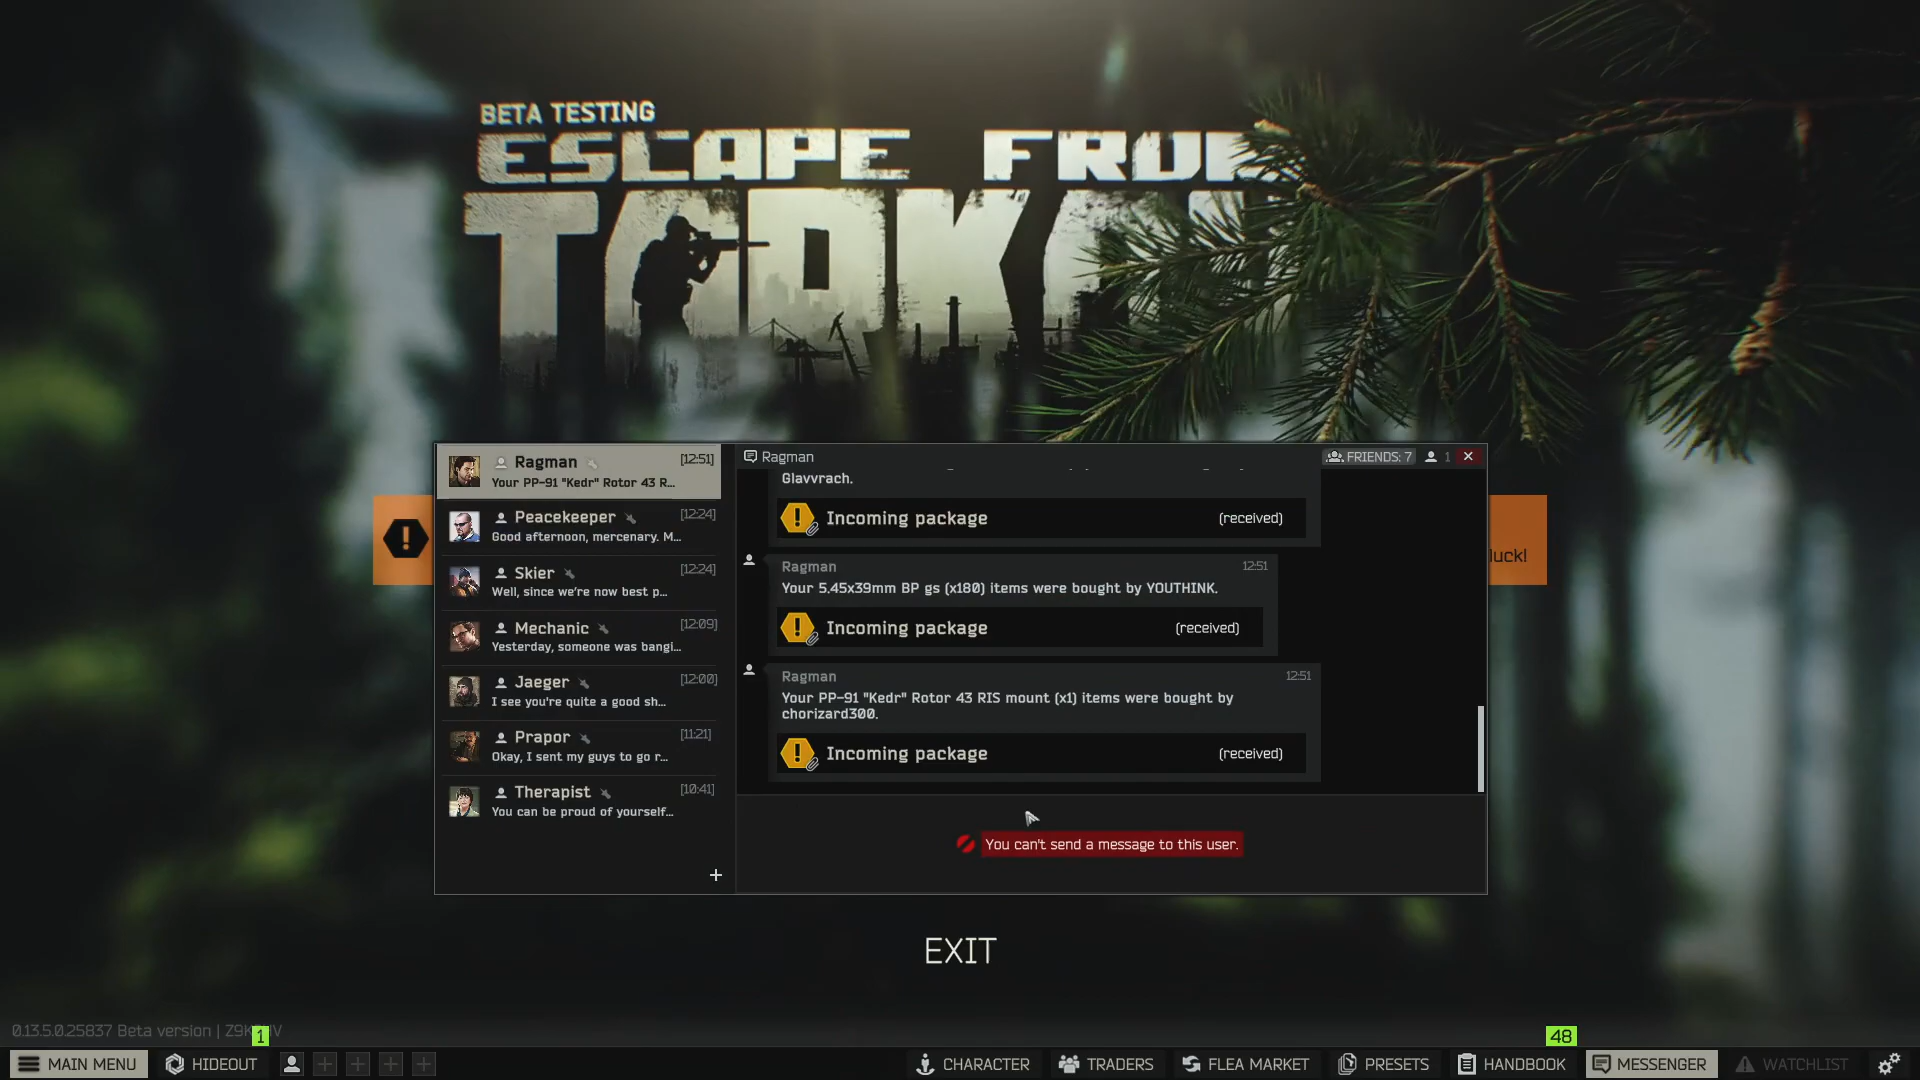 BETA TESTING
ESCAPE FROM
Ragman
[12:51]
Your PP-91 "Kedr" Rotor 43 R...
Peacekeeper
[12:24]
Good afternoon, mercenary. M...
Skier
[12:24]
Well, since we're now best p...
Mechanic
[12:09]
Yesterday, someone was bangi...
Jaeger
[12:00]
I see you're quite a good sh...
Prapor
[11:21]
Okay, I sent my guys to go r...
Therapist
[10:41]
You can be proud of yourself...
+
Ragman
FRIENDS: 7
1
Glavvrach.
Incoming package
(received)
Ragman
12:51
Your 5.45x39mm BP gs (x180) items were bought by YOUTHINK.
Incoming package
(received)
Ragman
12:51
Your PP-91 "Kedr" Rotor 43 RIS mount (x1) items were bought by
chorizard300.
Incoming package
(received)
You can't send a message to this user.
luck!
EXIT
0.13.5.0.25837 Beta version |
1
48
MAIN MENU
HIDEOUT
CHARACTER
TRADERS
FLEA MARKET
PRESETS
HANDBOOK
MESSENGER
WATCHLIST